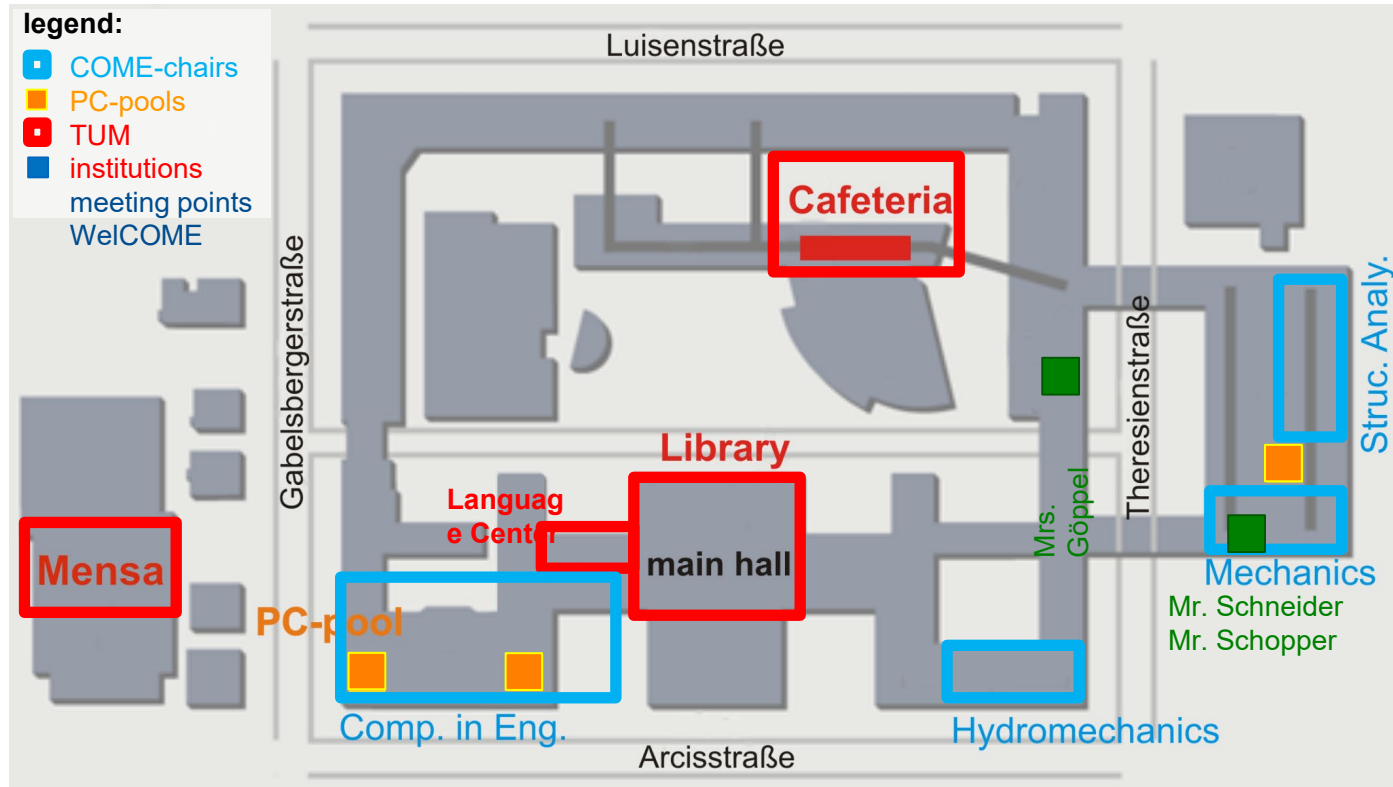 legend:
COME-chairs
PC-pools
TUM
institutions
meeting points
WelCOME
Luisenstraße
Cafeteria
Gabelsbergerstraße
Theresienstraße
Struc. Analy.
Library
Languag
e Center
main hall
Mrs.
Göppel
Mensa
PC-pool
Mechanics
Mr. Schneider
Mr. Schopper
Comp. in Eng.
Hydromechanics
Arcisstraße